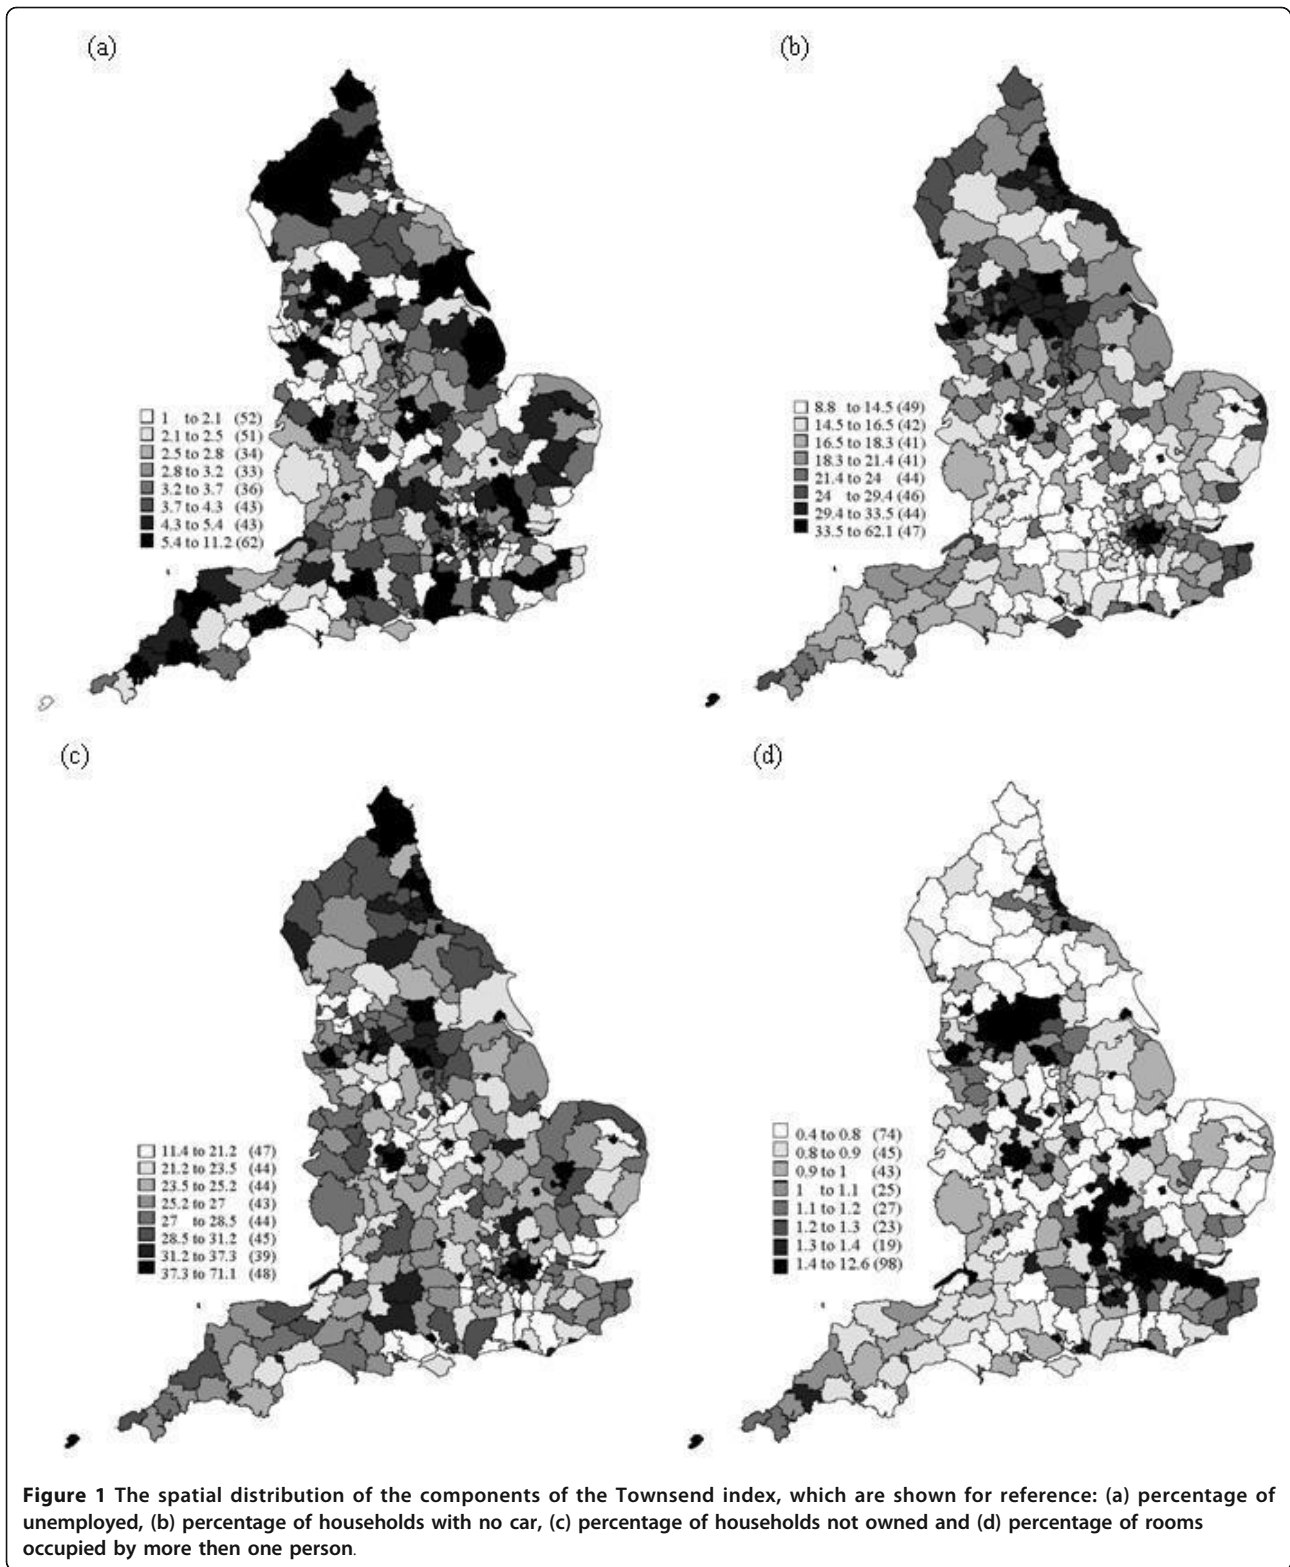 (a)
(b)
1 to 2.1 (52)
2.1 to 2.5 (51)
2.5 to 2.8 (34)
2.8 to 3.2 (33)
3.2 to 3.7 (36)
3.7 to 4.3 (43)
4.3 to 5.4 (43)
5.4 to 11.2 (62)
8.8 to 14.5 (49)
14.5 to 16.5 (42)
16.5 to 18.3 (41)
18.3 to 21.4 (41)
21.4 to 24 (44)
24 to 29.4 (46)
29.4 to 33.5 (44)
33.5 to 62.1 (47)
(c)
(d)
11.4 to 21.2 (47)
21.2 to 23.5 (44)
23.5 to 25.2 (44)
25.2 to 27 (43)
27 to 28.5 (44)
28.5 to 31.2 (45)
31.2 to 37.3 (39)
37.3 to 71.1 (48)
0.4 to 0.8 (74)
0.8 to 0.9 (45)
0.9 to 1 (43)
1 to 1.1 (25)
1.1 to 1.2 (27)
1.2 to 1.3 (23)
1.3 to 1.4 (19)
1.4 to 12.6 (98)
Figure 1 The spatial distribution of the components of the Townsend index, which are shown for reference: (a) percentage of
unemployed, (b) percentage of households with no car, (c) percentage of households not owned and (d) percentage of rooms
occupied by more then one person.